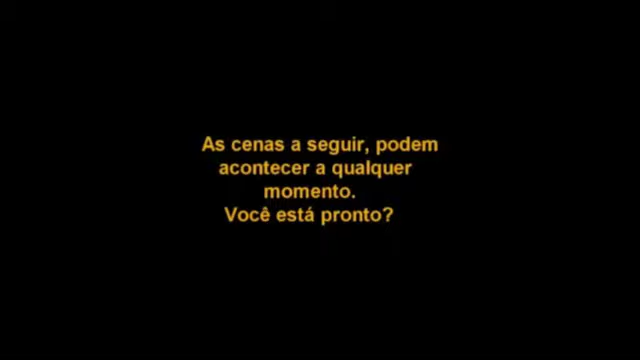 As cenas a seguir, podem
acontecer a qualquer
momento.
Você está pronto?